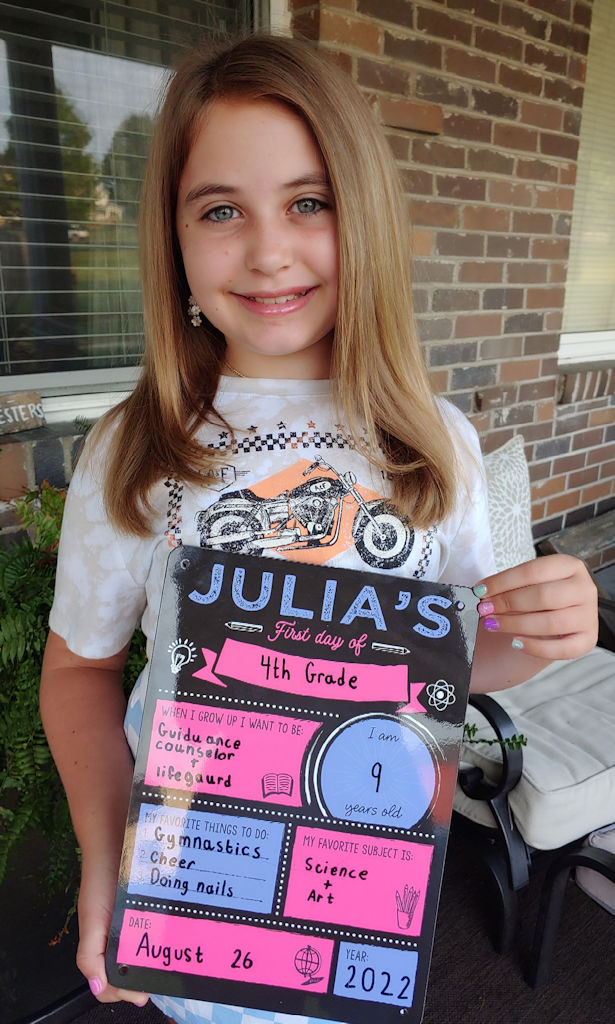 ESTERS
JULIA'S
First day of
4th Grade
WHEN I GROW UP I WANT TO BE:
Guiduance
counselor
+
lifegaurd
I am
9
years old
MY FAVORITE THINGS TO DO:
1. Gymnastics
2. Cheer
3. Doing nails
MY FAVORITE SUBJECT IS:
Science
+
Art
DATE:
August 26
YEAR:
2022